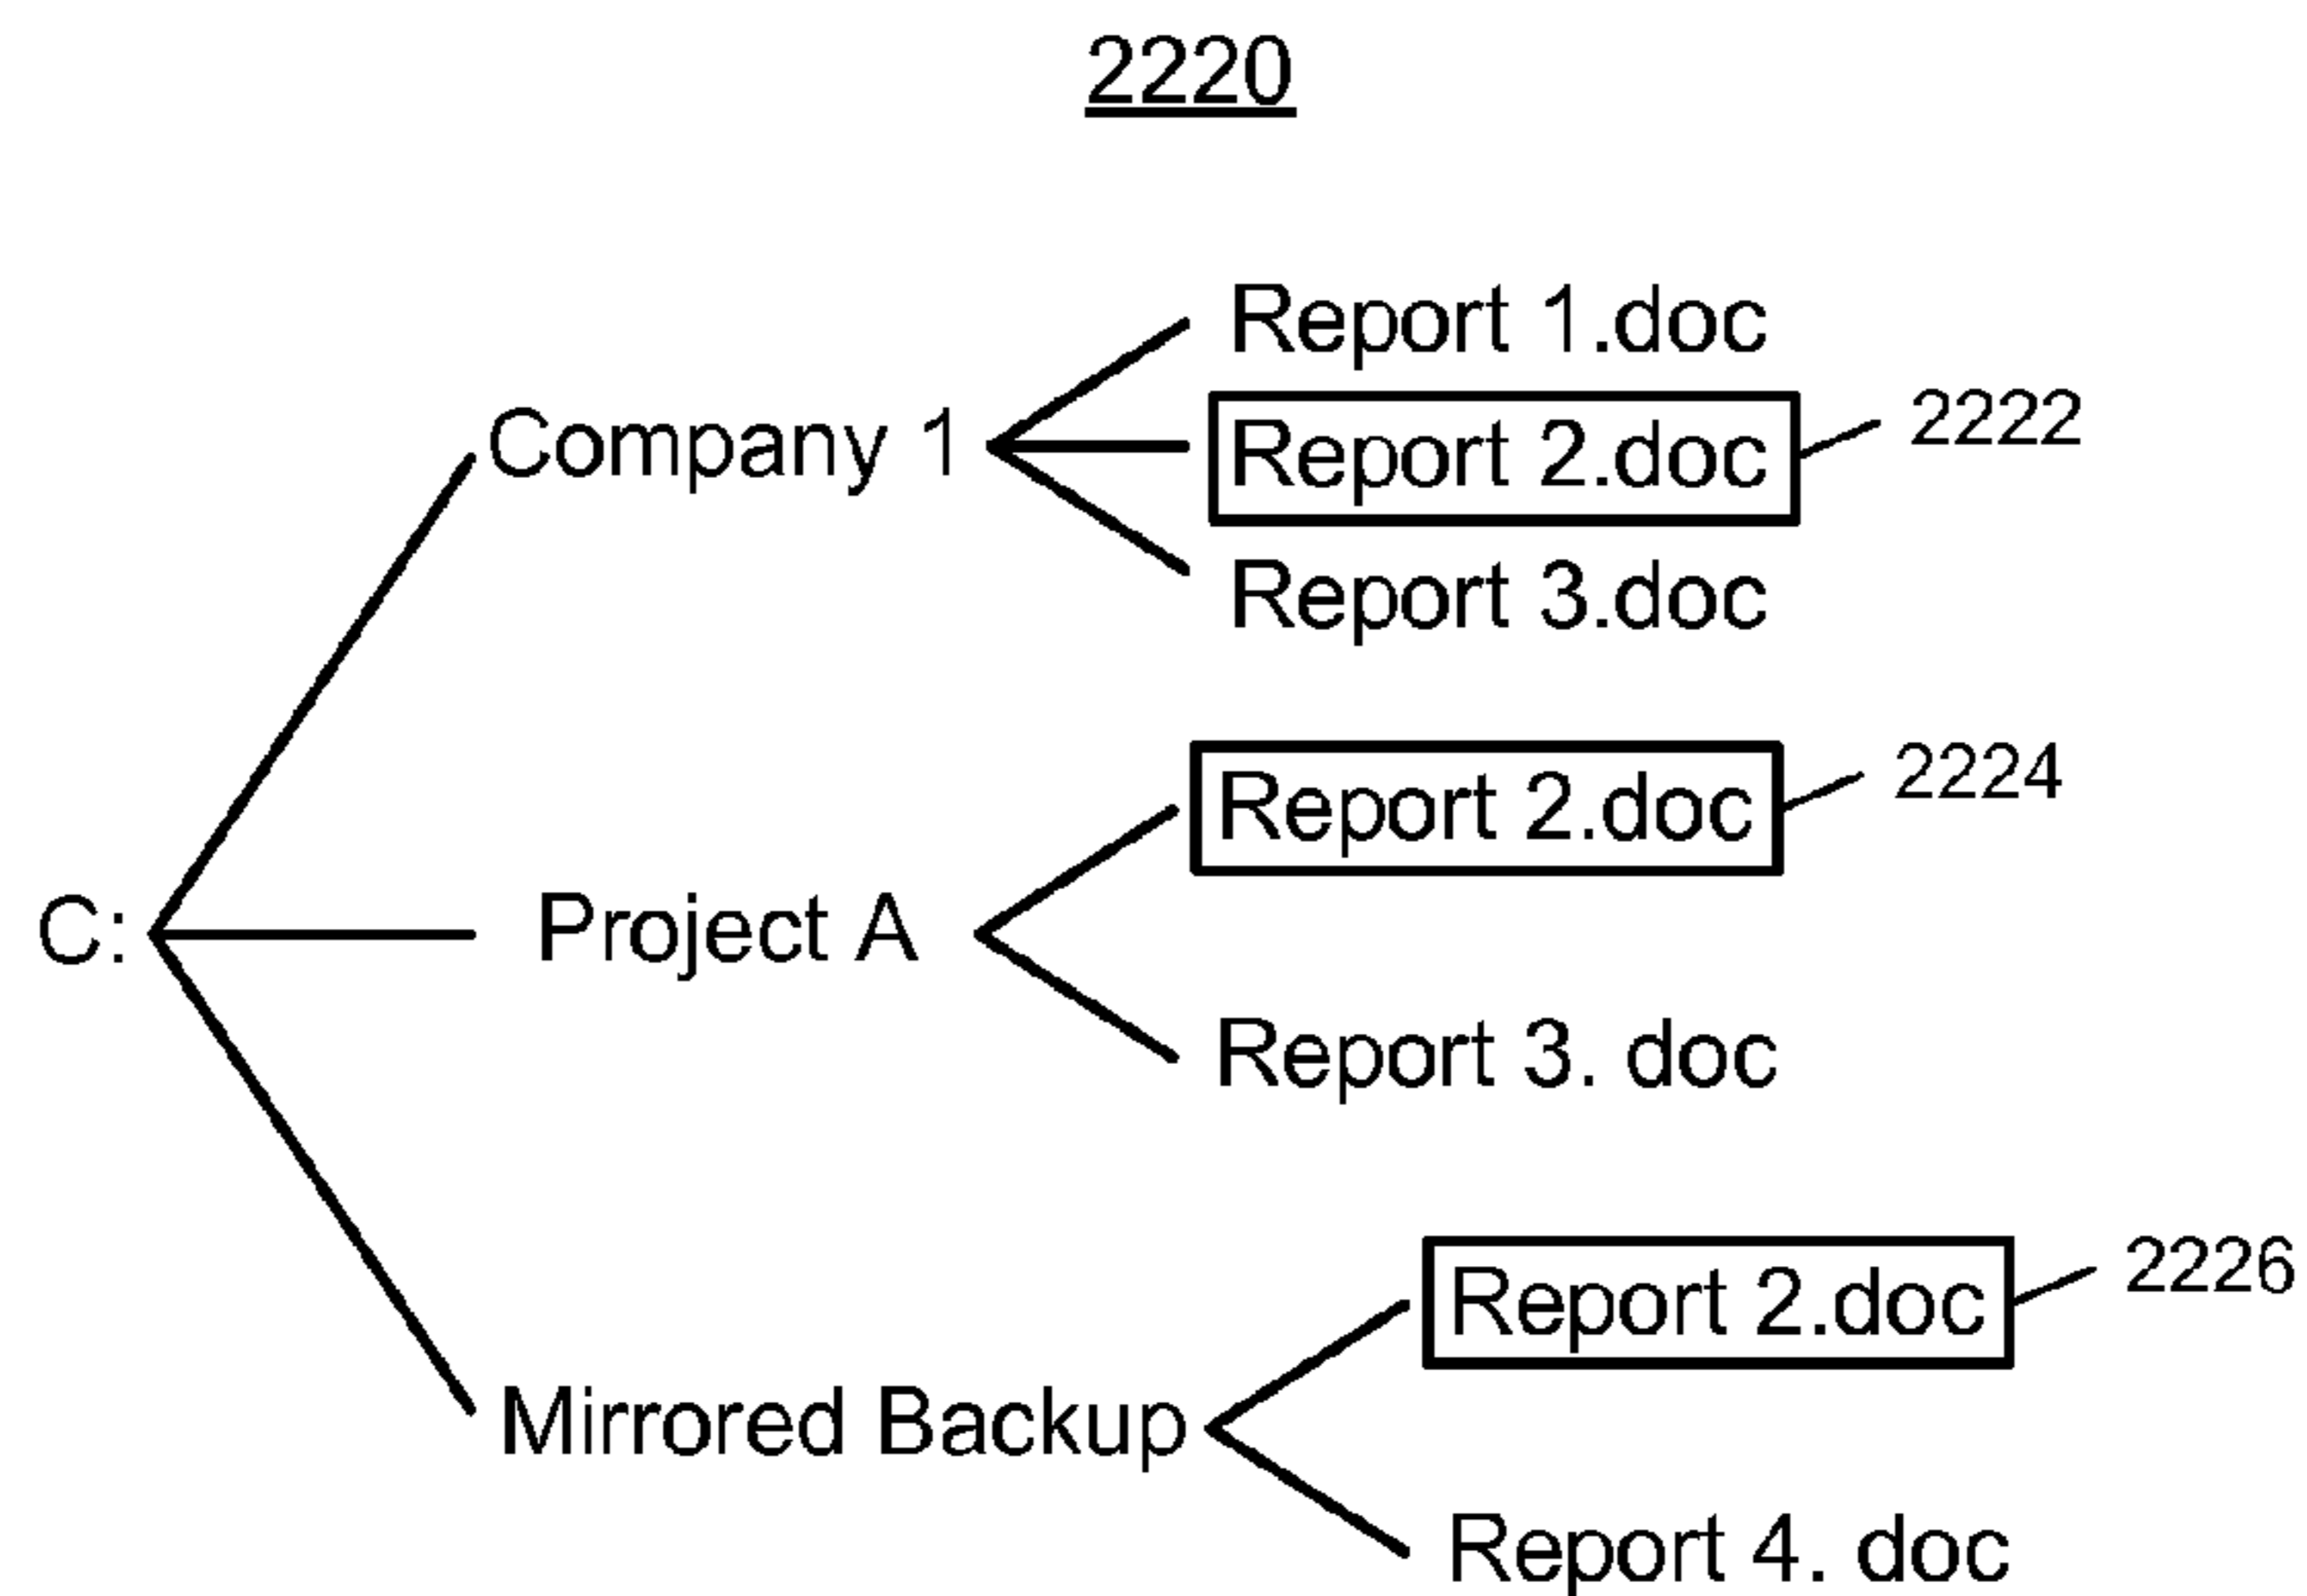 2220
Report 1.doc
Company 1
Report 2.doc
2222
Report 3.doc
Report 2.doc
2224
C:
Project A
Report 3. doc
Report 2.doc
2226
Mirrored Backup
Report 4. doc